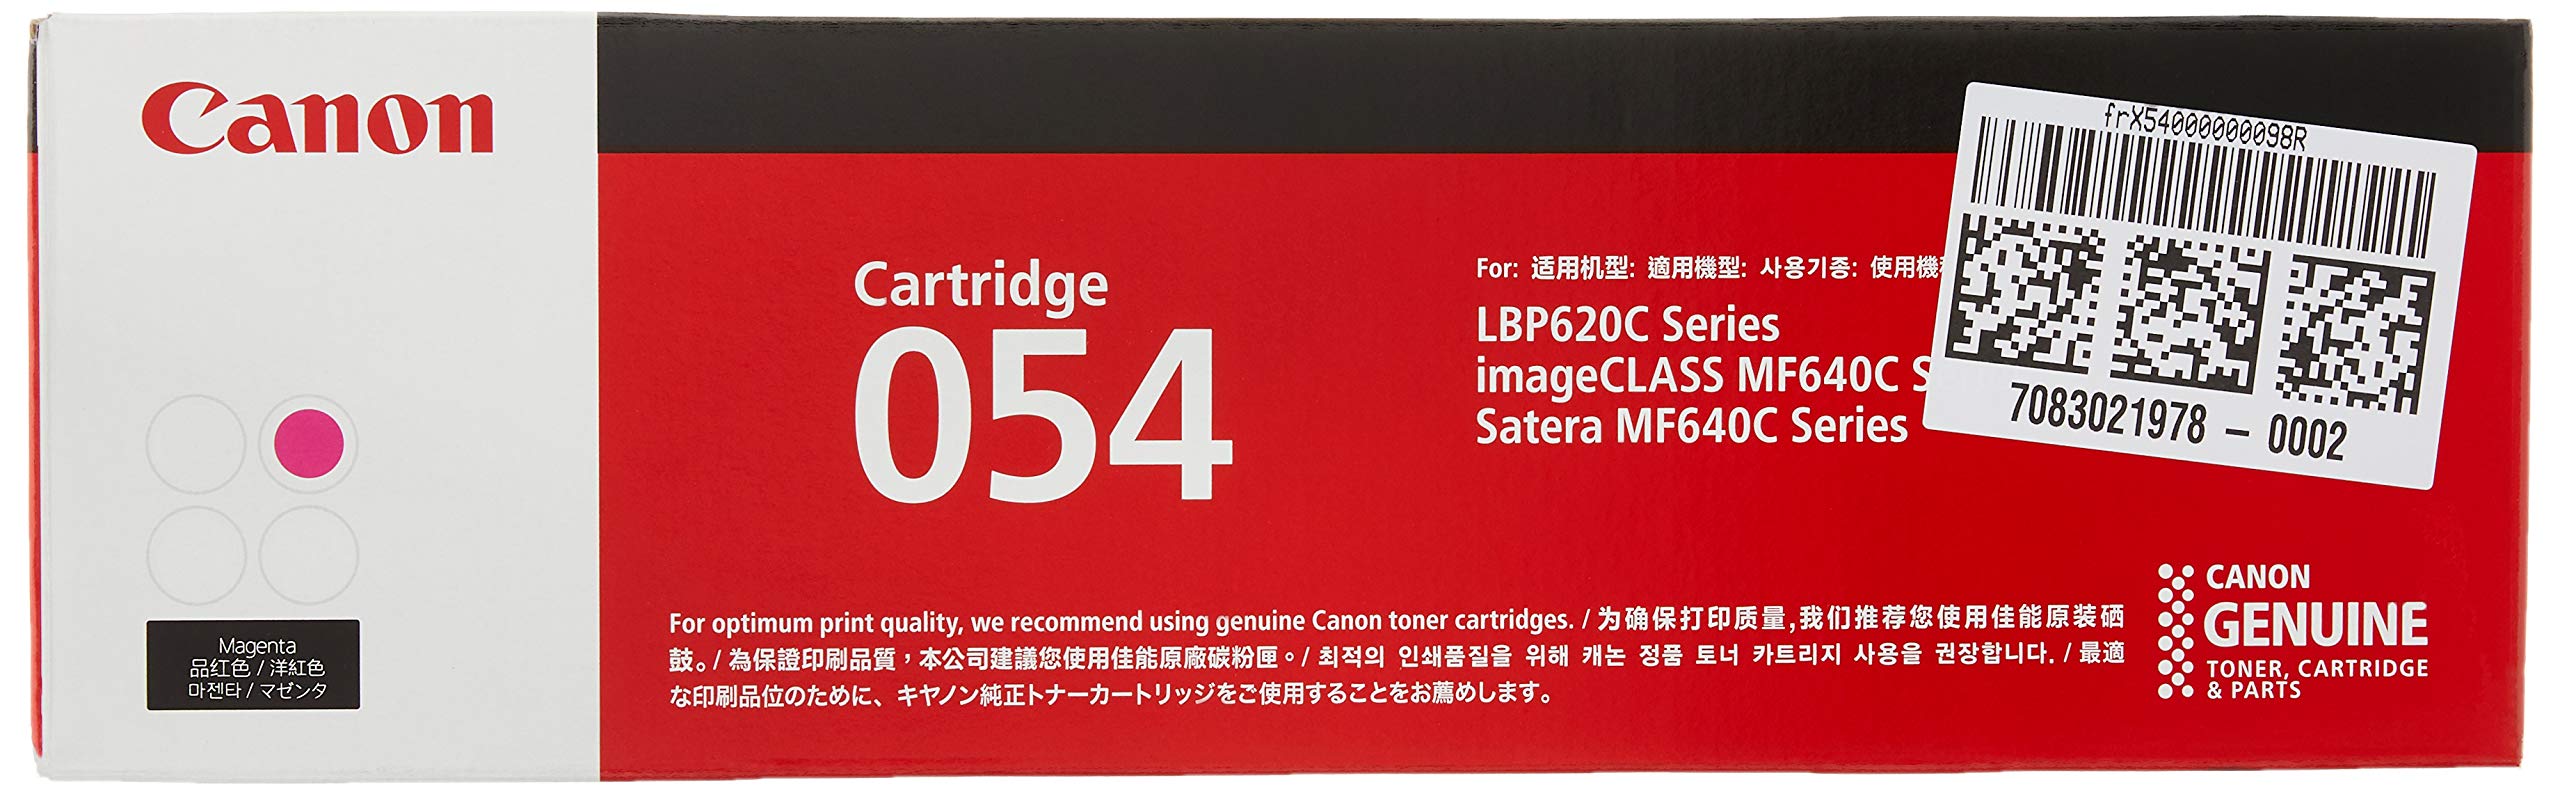 Canon
Magenta
品红色 / 洋紅色
마젠타 / マゼンタ
Cartridge
054
For: 适用机型: 適用機型: 사용기종: 使用機
LBP620C Series
imageCLASS MF640C S
Satera MF640C Series
frX54000000098R
7083021978 – 0002
For optimum print quality, we recommend using genuine Canon toner cartridges. / 为确保打印质量,我们推荐您使用佳能原装硒
鼓。/ 為保證印刷品質，本公司建議您使用佳能原廠碳粉匣。/ 최적의 인쇄품질을 위해 캐논 정품 토너 카트리지 사용을 권장합니다. / 最適
な印刷品位のために、キヤノン純正トナーカートリッジをご使用することをお薦めします。
CANON
GENUINE
TONER, CARTRIDGE
& PARTS